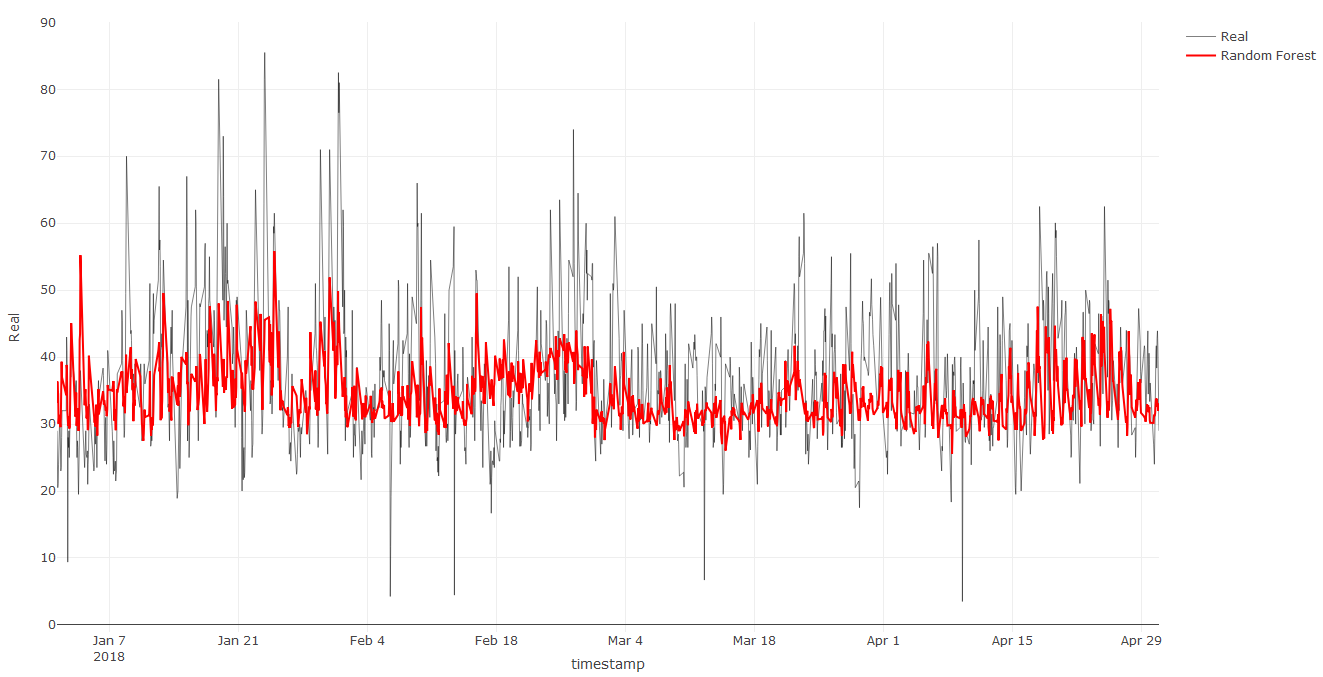 90
80
70
60
50
40
30
20
10
0
Real
Jan 7
2018
Jan 21
Feb 4
Feb 18
Mar 4
Mar 18
Apr 1
Apr 15
Apr 29
timestamp
Real
Random Forest